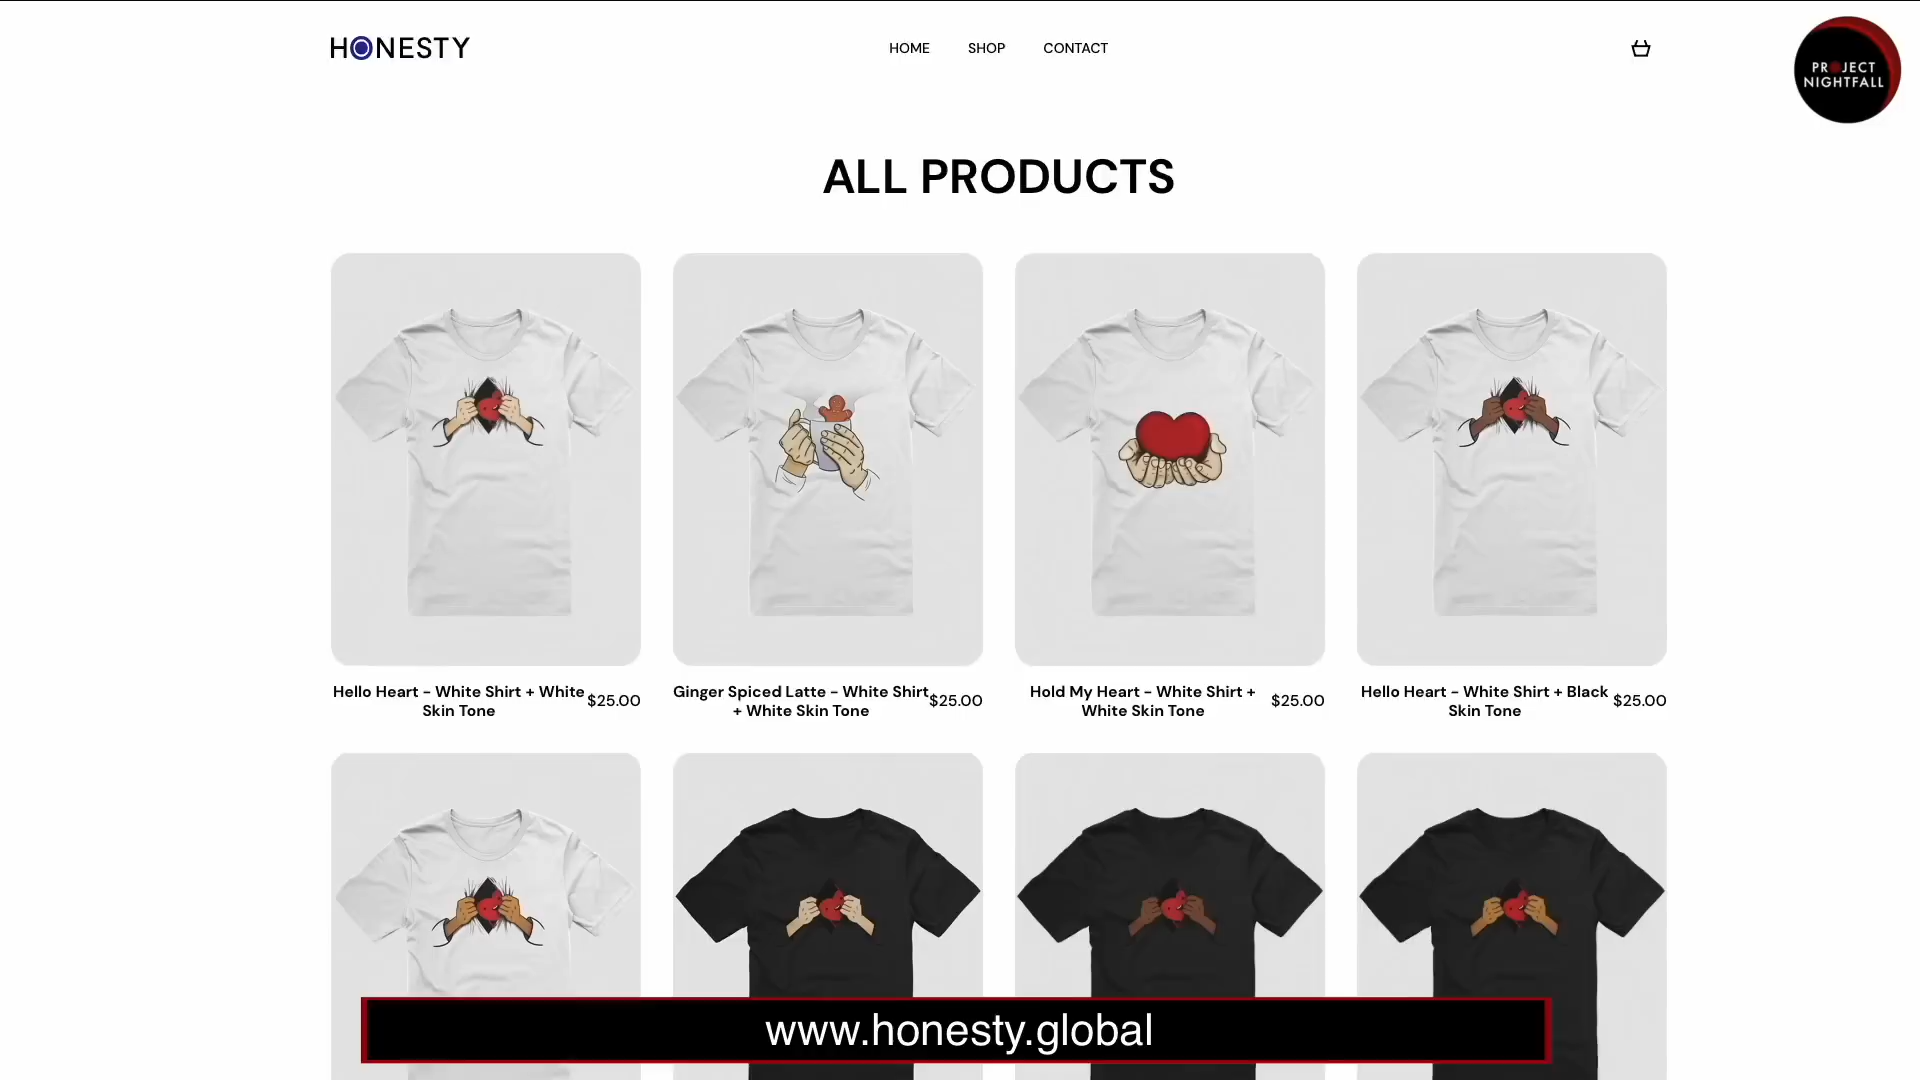 HONESTY
HOME SHOP CONTACT
PROJECT
NIGHTFALL
ALL PRODUCTS
Hello Heart - White Shirt + White
Skin Tone
$25.00
Ginger Spiced Latte - White Shirt
+ White Skin Tone
$25.00
Hold My Heart - White Shirt +
White Skin Tone
$25.00
Hello Heart - White Shirt + Black
Skin Tone
$25.00
www.honesty.global